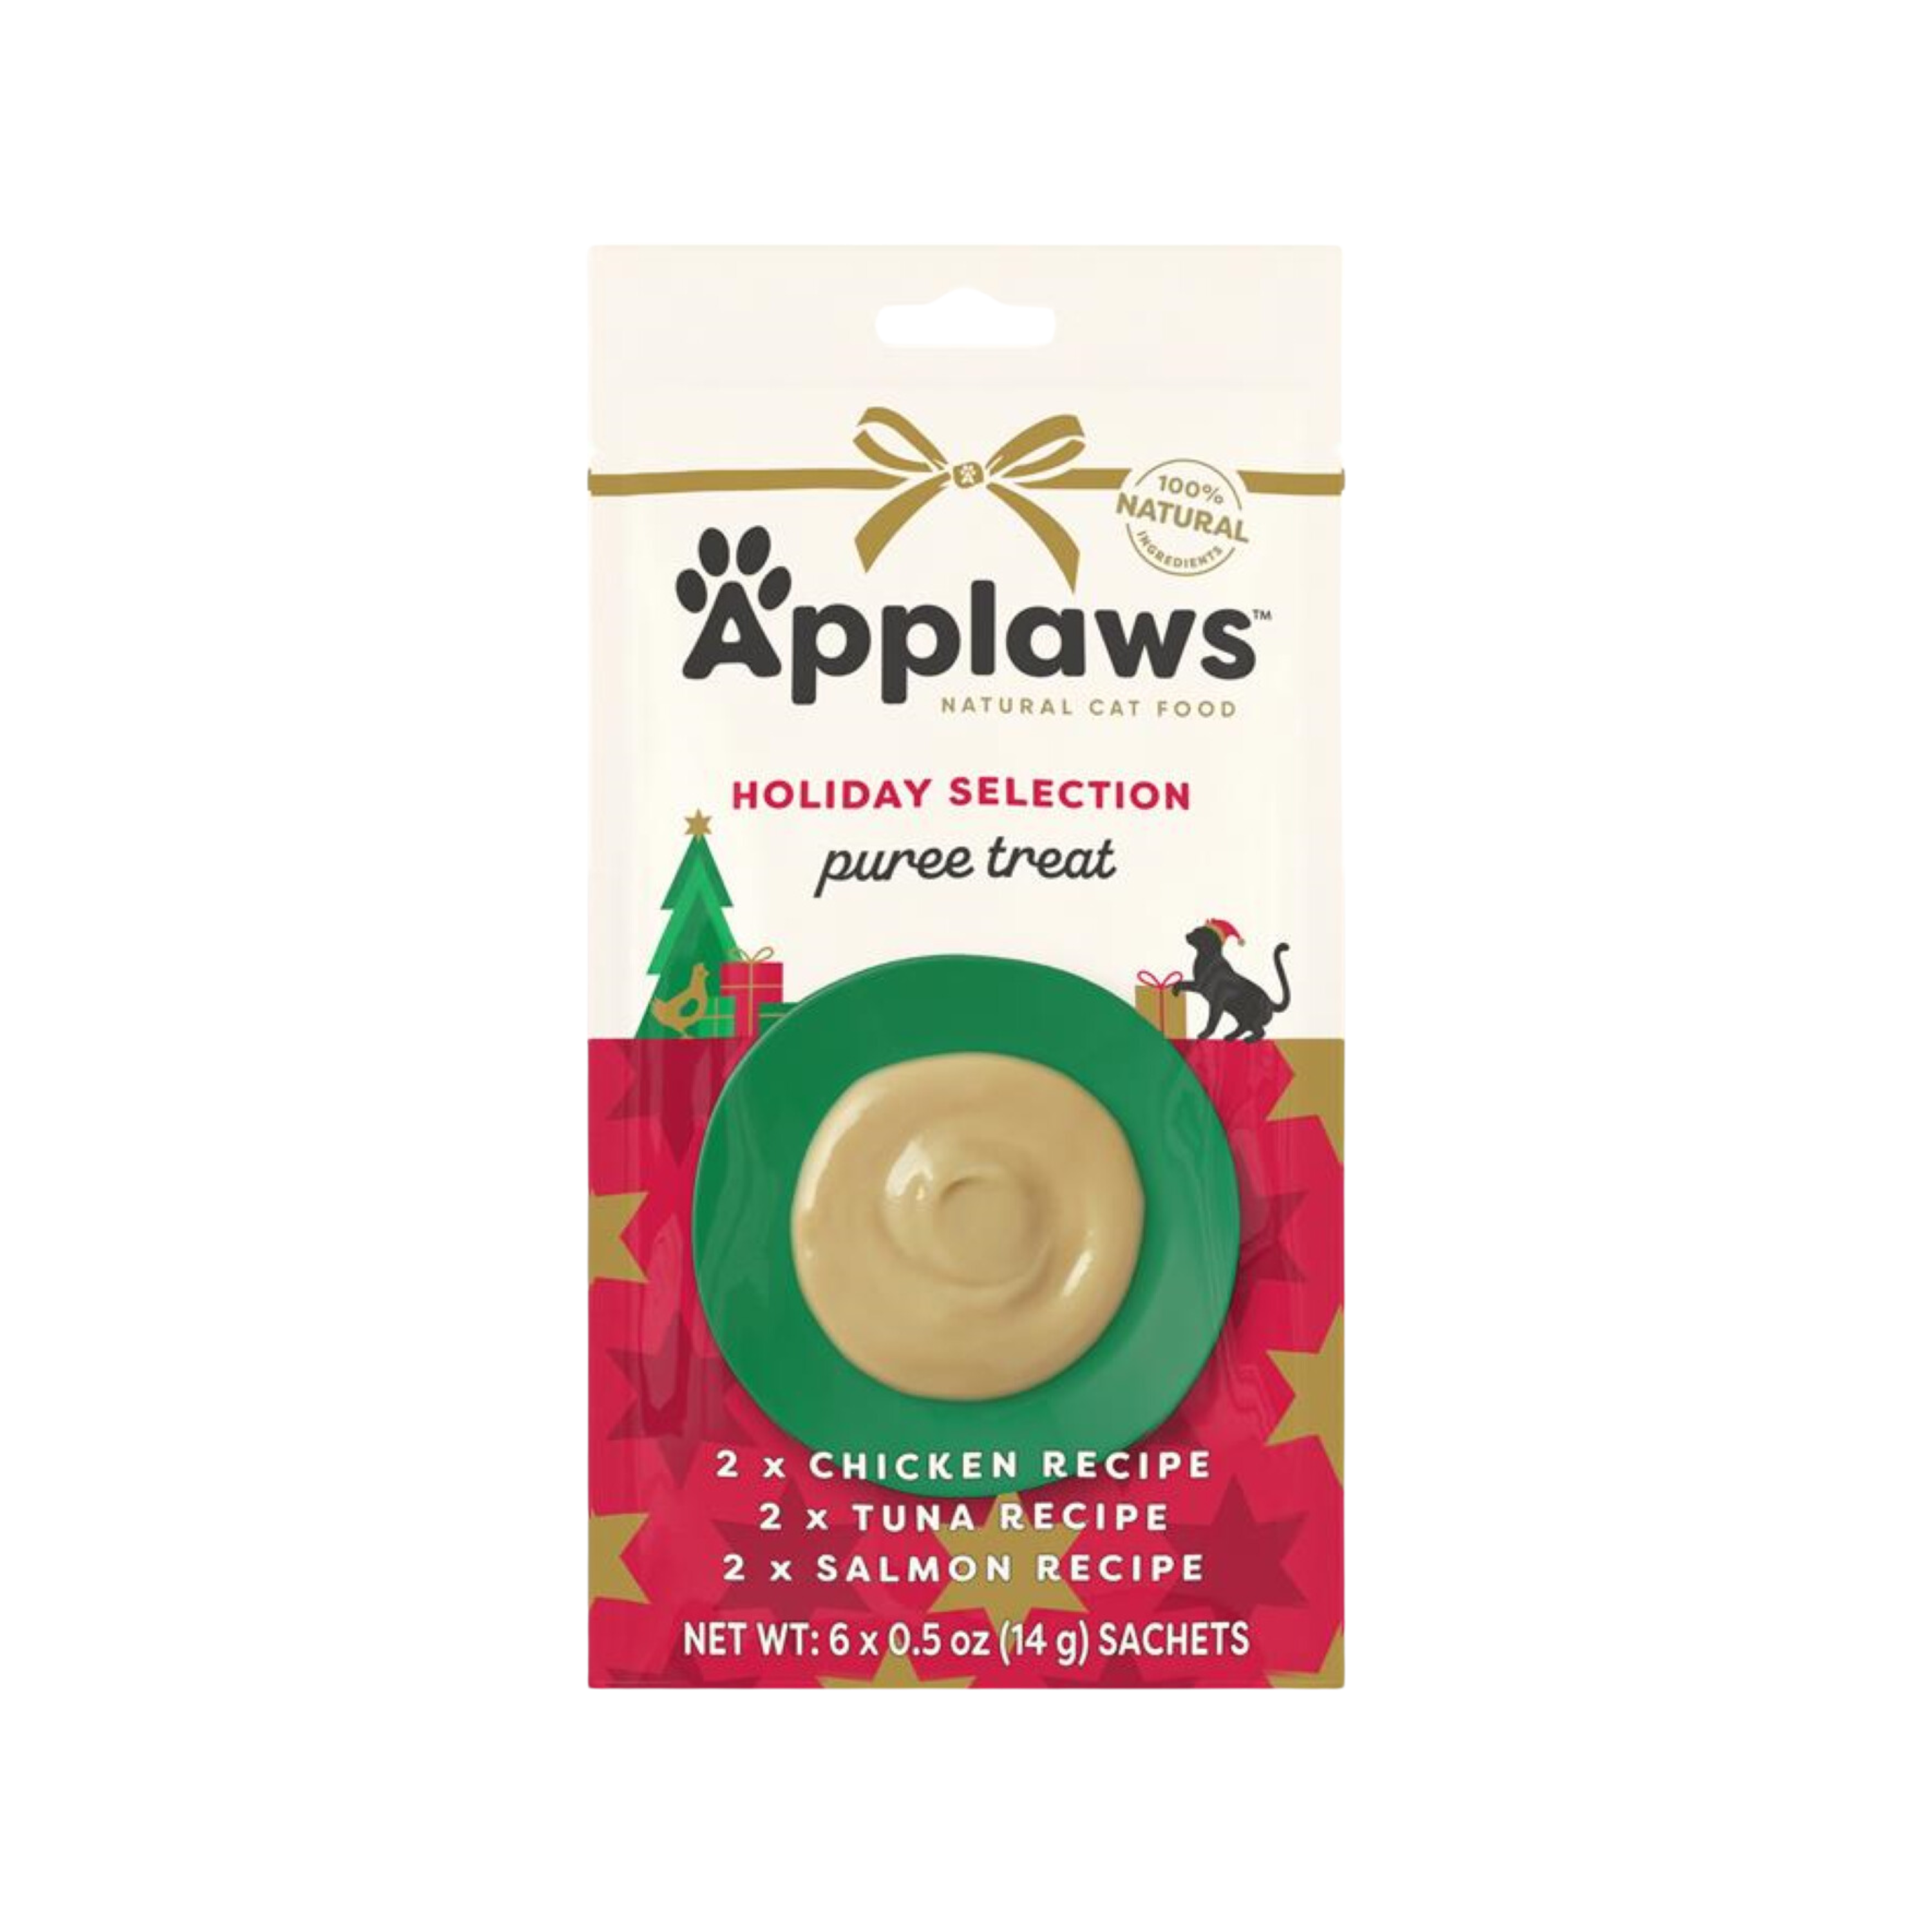 100%
NATURAL
INGREDIENTS
Applaws™
NATURAL CAT FOOD
HOLIDAY SELECTION
puree treat
2 x CHICKEN RECIPE
2 x TUNA RECIPE
2 x SALMON RECIPE
NET WT: 6 x 0.5 oz (14 g) SACHETS